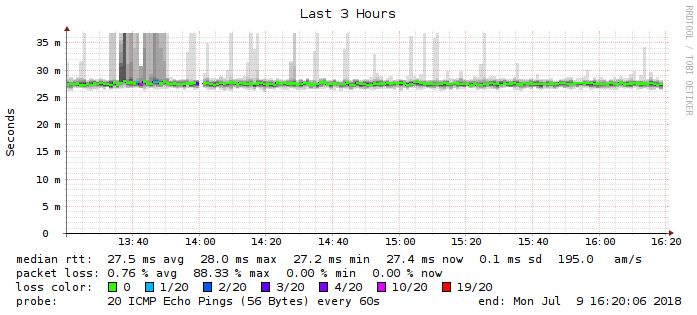 Last 3 Hours
RRDTOOL / TOBI OETIKER
Seconds
35 m
30 m
25 m
20 m
15 m
10 m
5 m
0
13:40 14:00 14:20 14:40 15:00 15:20 15:40 16:00 16:20
median rtt: 27.5 ms avg 28.0 ms max 27.2 ms min 27.4 ms now 0.1 ms sd 195.0 am/s
packet loss: 0.76 % avg 88.33 % max 0.00 % min 0.00 % now
loss color: 0 1/20 2/20 3/20 4/20 10/20 19/20
probe: 20 ICMP Echo Pings (56 Bytes) every 60s end: Mon Jul 9 16:20:06 2018